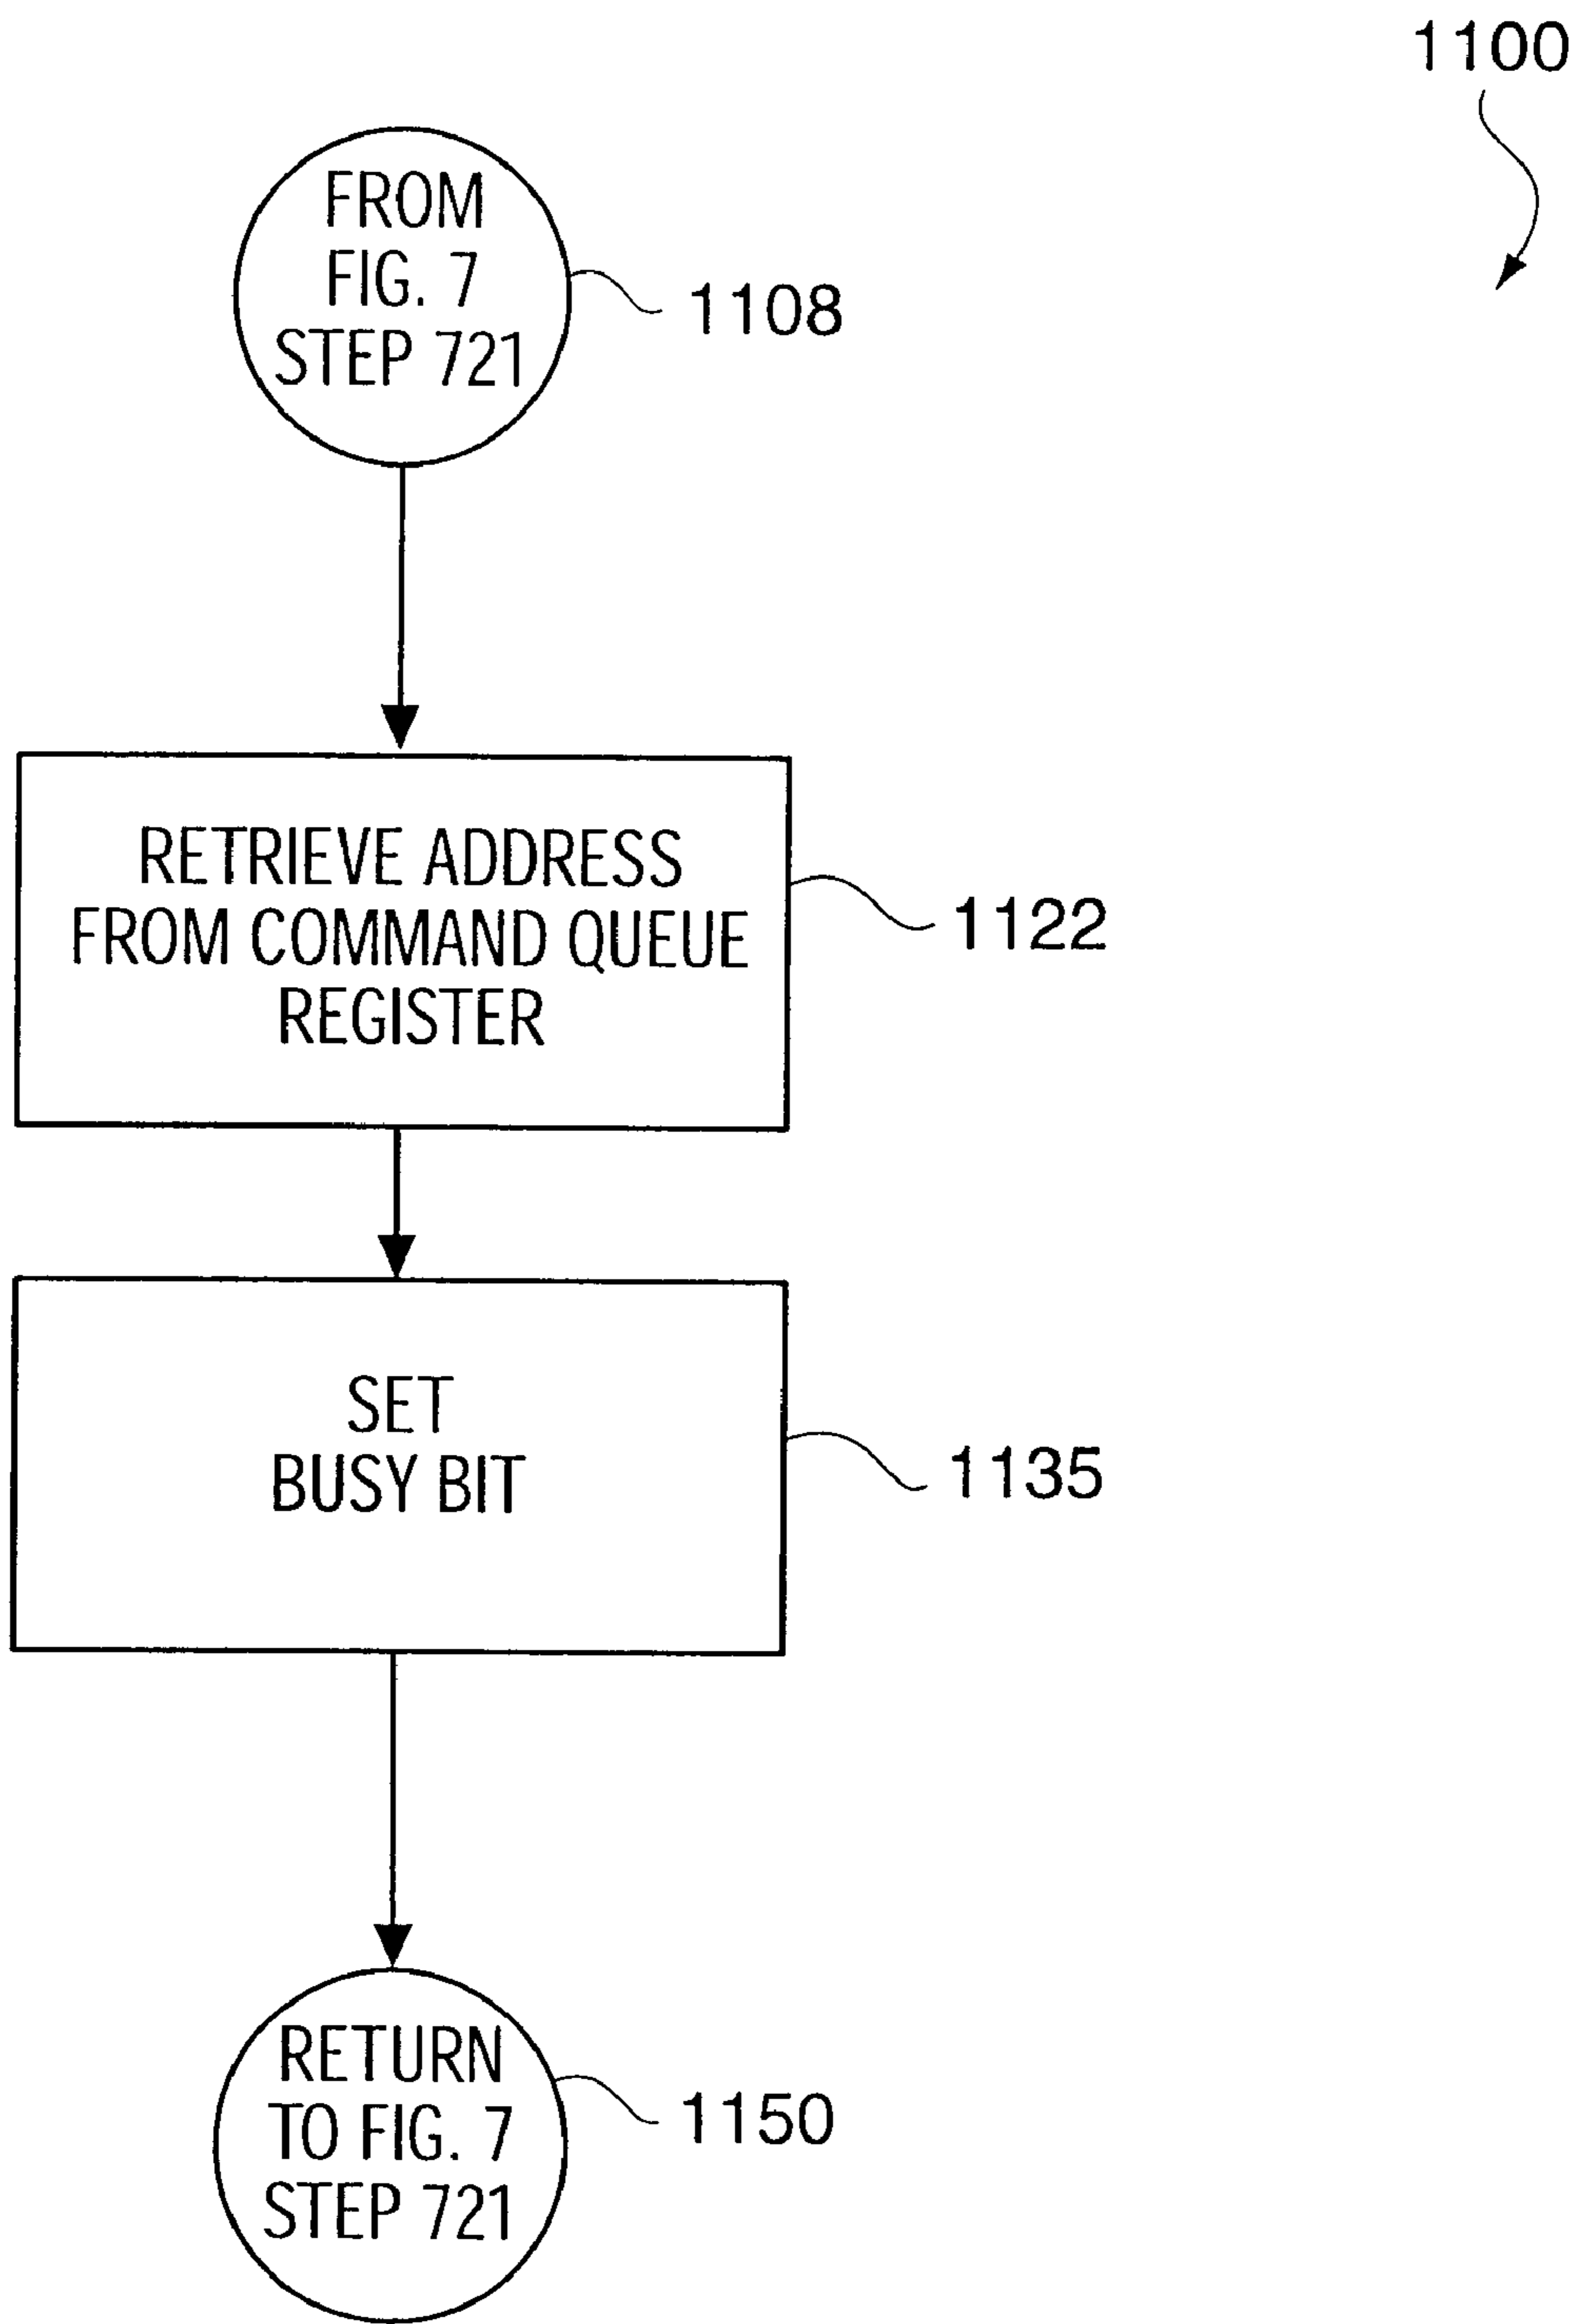 1100
FROM
FIG. 7
STEP 721
1108
RETRIEVE ADDRESS
FROM COMMAND QUEUE
REGISTER
1122
SET
BUSY BIT
1135
RETURN
TO FIG. 7
STEP 721
1150